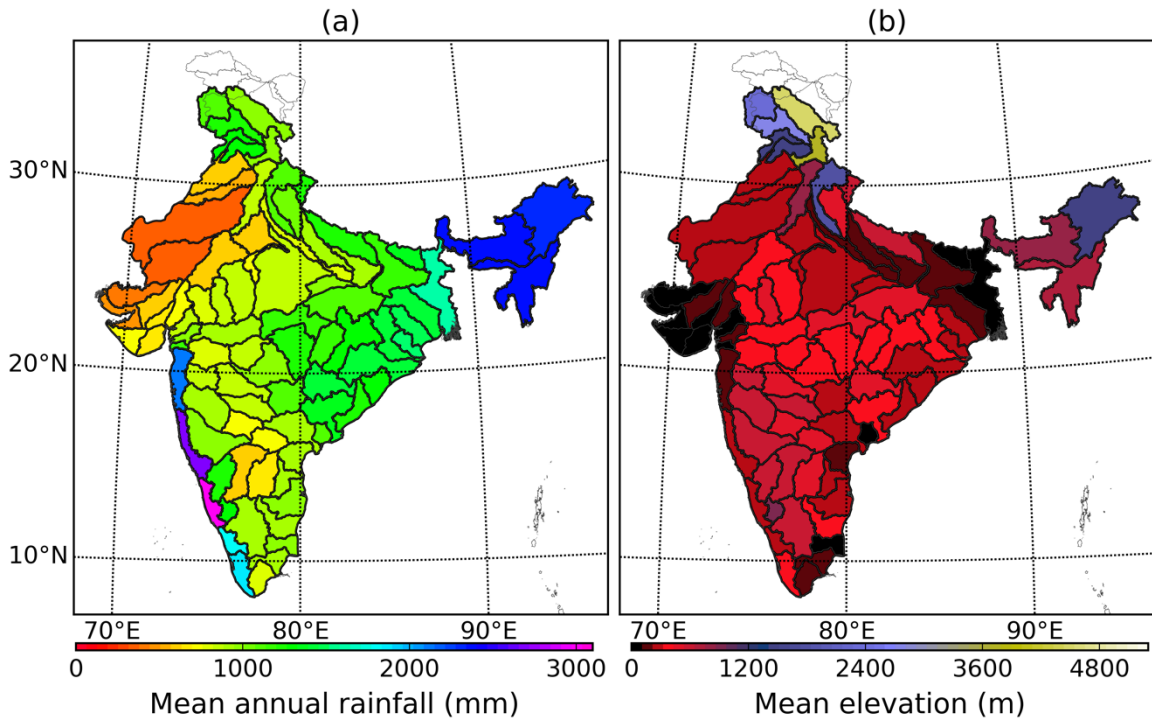 (a) (b)
30°N
20°N
10°N
70°E 80°E 90°E 70°E 80°E 90°E
0 1000 2000 3000 0 1200 2400 3600 4800
Mean annual rainfall (mm) Mean elevation (m)